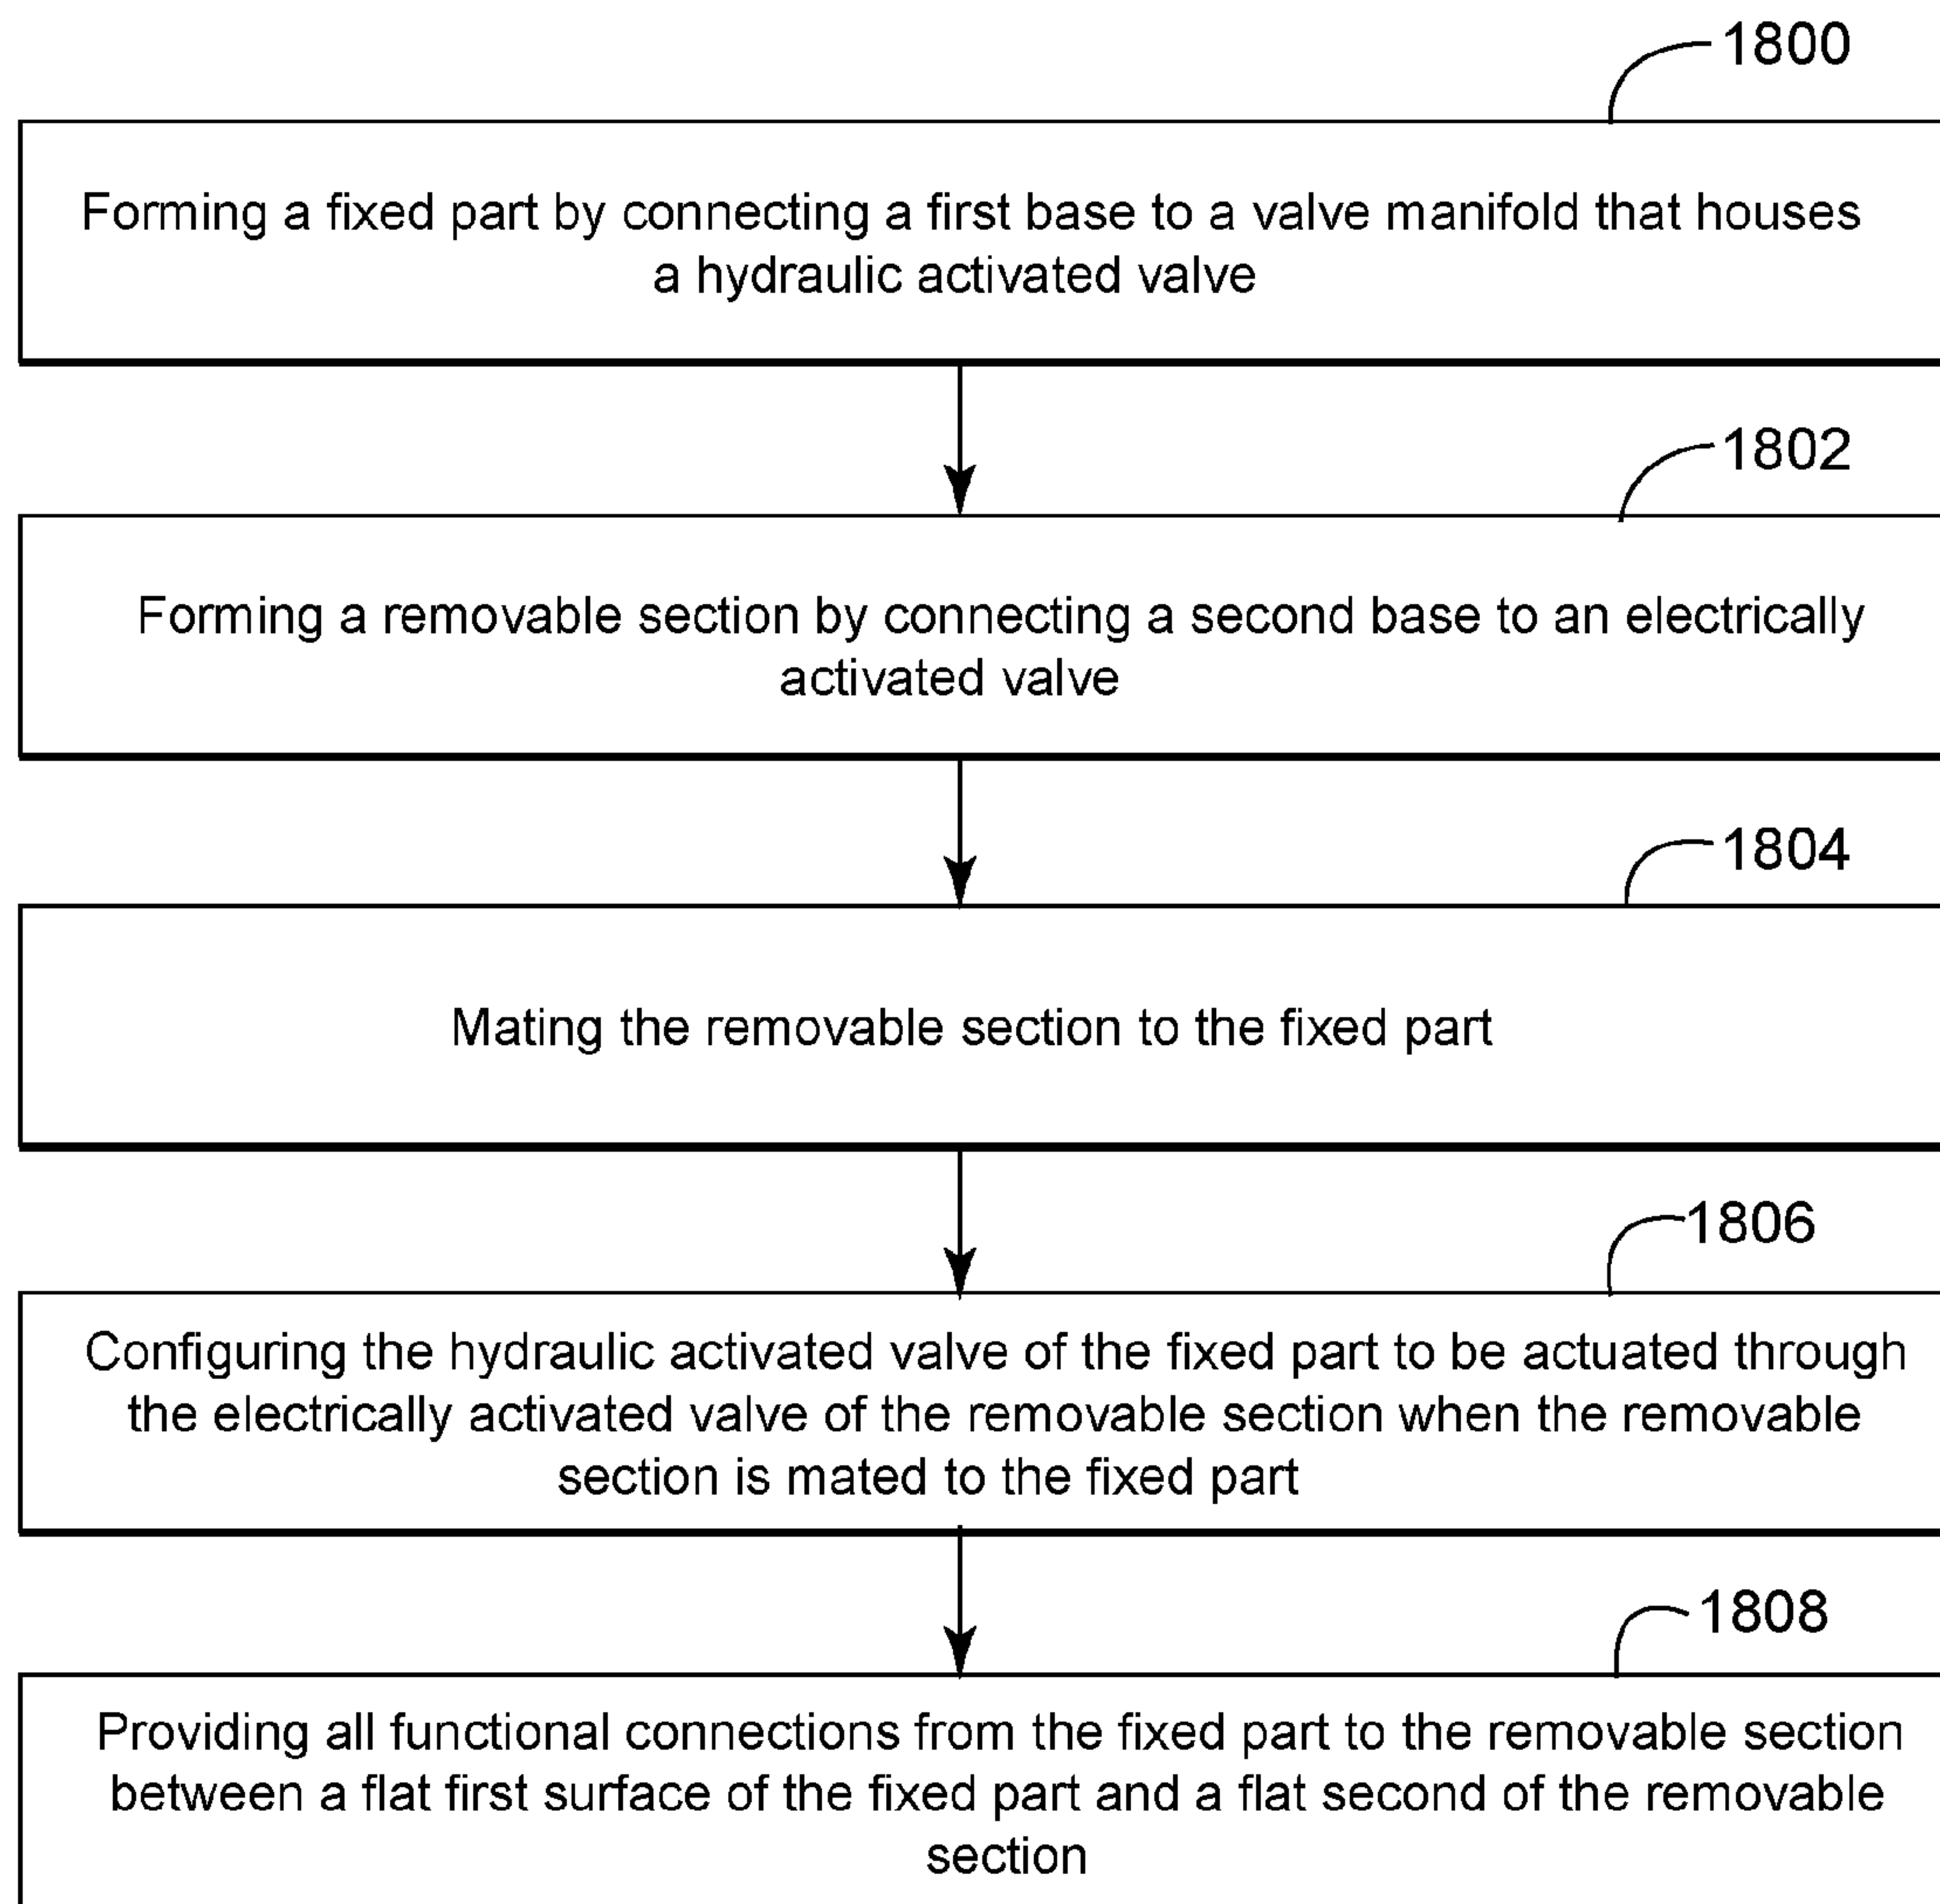 1800
Forming a fixed part by connecting a first base to a valve manifold that houses
a hydraulic activated valve
1802
Forming a removable section by connecting a second base to an electrically
activated valve
1804
Mating the removable section to the fixed part
1806
Configuring the hydraulic activated valve of the fixed part to be actuated through
the electrically activated valve of the removable section when the removable
section is mated to the fixed part
1808
Providing all functional connections from the fixed part to the removable section
between a flat first surface of the fixed part and a flat second of the removable
section